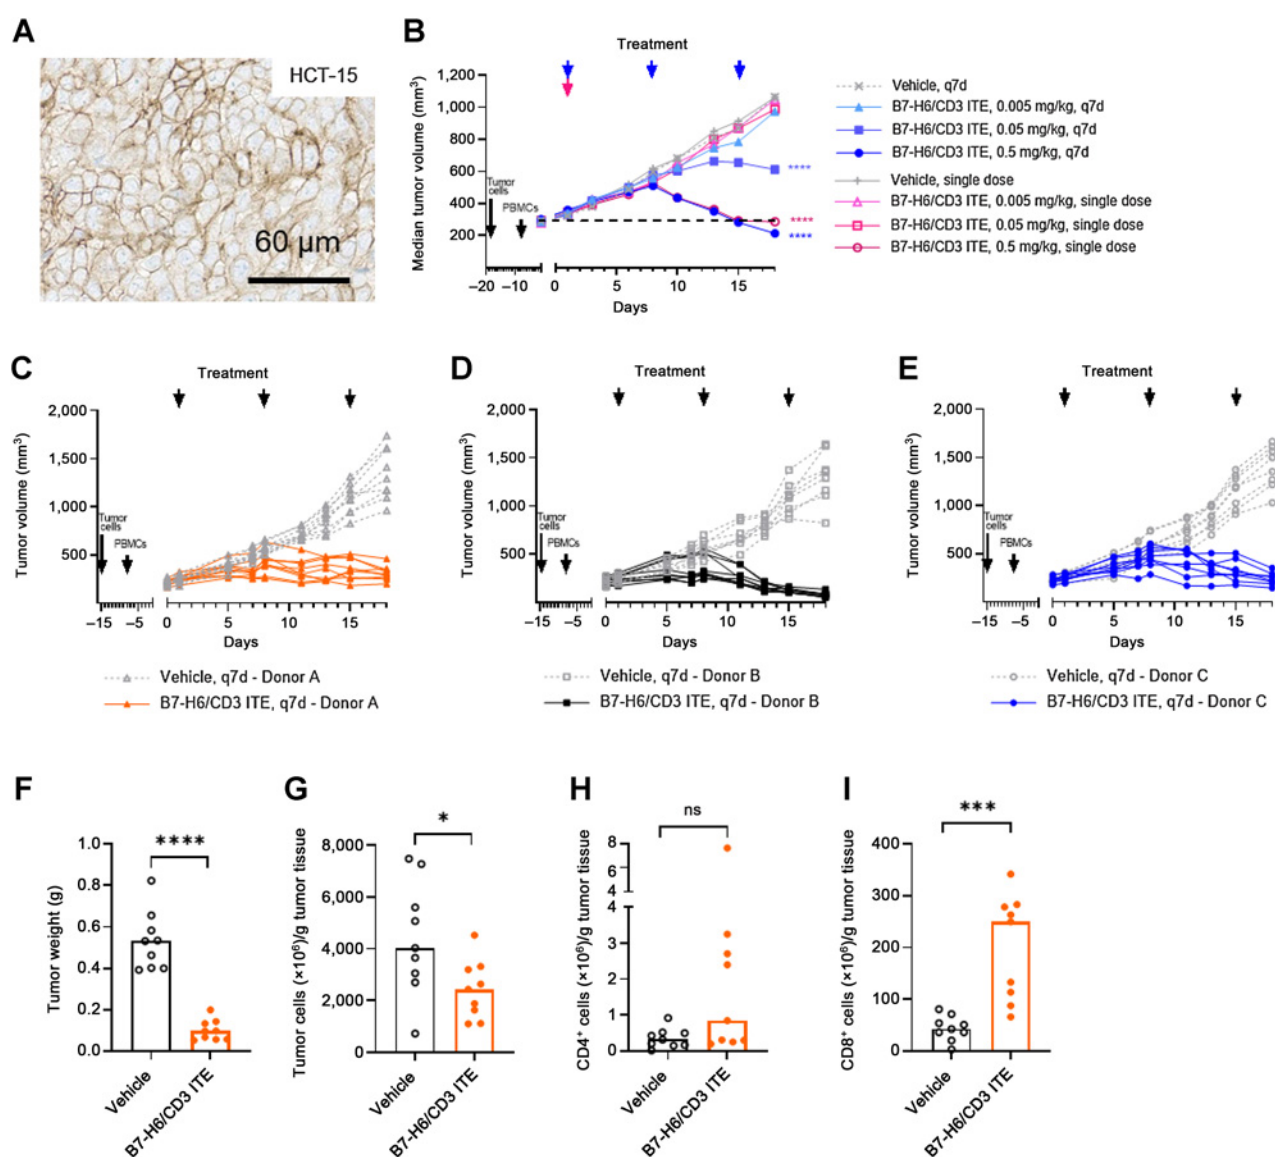 A
HCT-15
60 µm
B
Treatment
1,200
1,000
800
600
400
200
Median tumor volume (mm³)
Tumor
cells
PBMCs
****
****
****
–20
–10
0
5
10
15
Days
Vehicle, q7d
B7-H6/CD3 ITE, 0.005 mg/kg, q7d
B7-H6/CD3 ITE, 0.05 mg/kg, q7d
B7-H6/CD3 ITE, 0.5 mg/kg, q7d
Vehicle, single dose
B7-H6/CD3 ITE, 0.005 mg/kg, single dose
B7-H6/CD3 ITE, 0.05 mg/kg, single dose
B7-H6/CD3 ITE, 0.5 mg/kg, single dose
C
Treatment
2,000
1,500
1,000
500
Tumor volume (mm³)
Tumor
cells
PBMCs
–15
–5
0
5
10
15
Days
Vehicle, q7d - Donor A
B7-H6/CD3 ITE, q7d - Donor A
D
Treatment
2,000
1,500
1,000
500
Tumor volume (mm³)
Tumor
cells
PBMCs
–15
–5
0
5
10
15
Days
Vehicle, q7d - Donor B
B7-H6/CD3 ITE, q7d - Donor B
E
Treatment
2,000
1,500
1,000
500
Tumor volume (mm³)
Tumor
cells
PBMCs
–15
–5
0
5
10
15
Days
Vehicle, q7d - Donor C
B7-H6/CD3 ITE, q7d - Donor C
F
****
1.0
0.8
0.6
0.4
0.2
0.0
Tumor weight (g)
Vehicle
B7-H6/CD3 ITE
G
*
8,000
6,000
4,000
2,000
0
Tumor cells (×10⁶)/g tumor tissue
Vehicle
B7-H6/CD3 ITE
H
ns
8
6
4
4
3
2
1
0
CD4⁺ cells (×10⁶)/g tumor tissue
Vehicle
B7-H6/CD3 ITE
I
***
400
300
200
100
0
CD8⁺ cells (×10⁶)/g tumor tissue
Vehicle
B7-H6/CD3 ITE